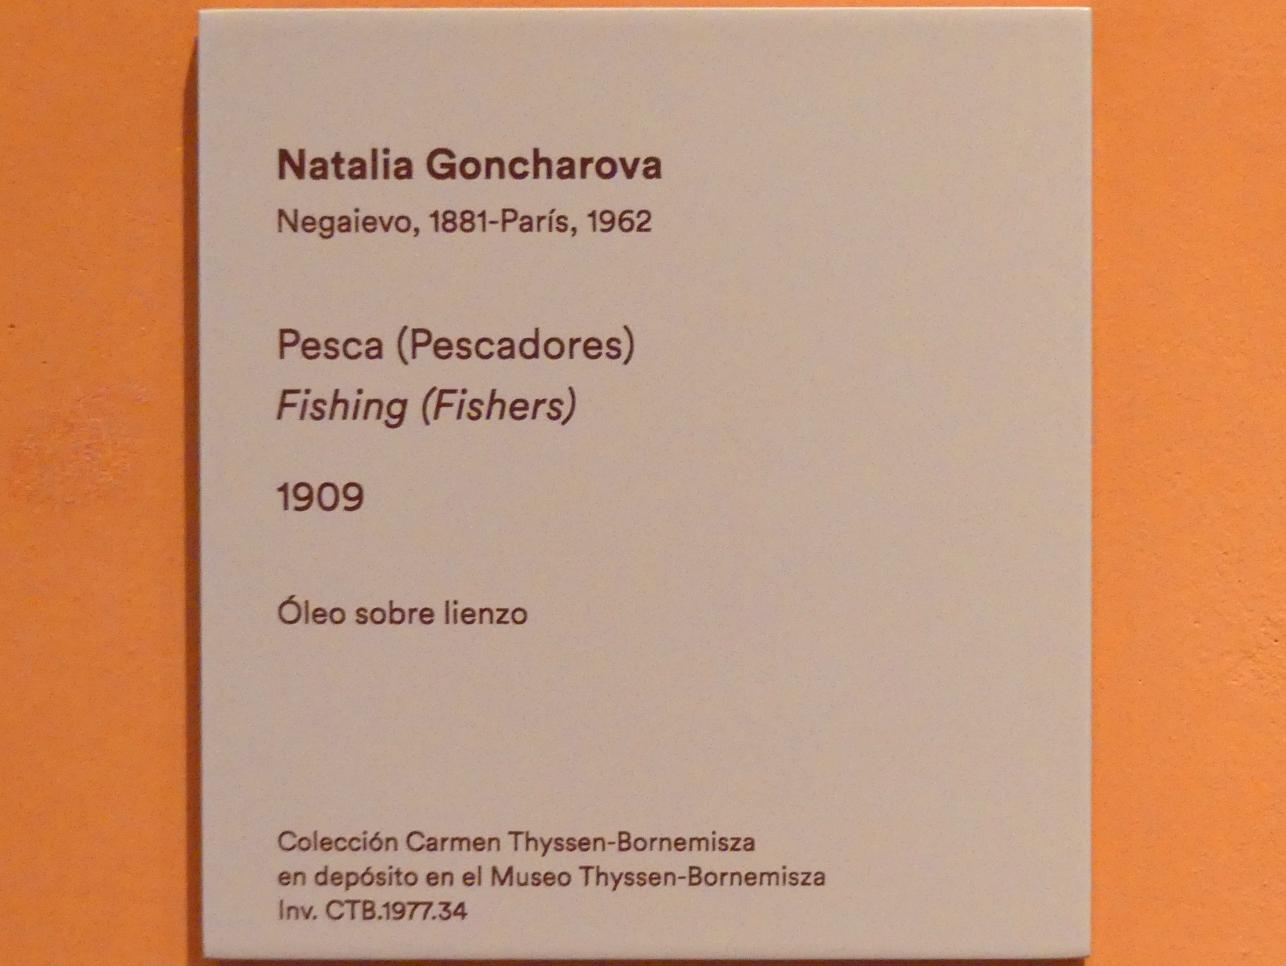 Natalia Goncharova
Negaievo, 1881-París, 1962
Pesca (Pescadores)
Fishing (Fishers)
1909
Óleo sobre lienzo
Colección Carmen Thyssen-Bornemisza
en depósito en el Museo Thyssen-Bornemisza
Inv. CTB.1977.34